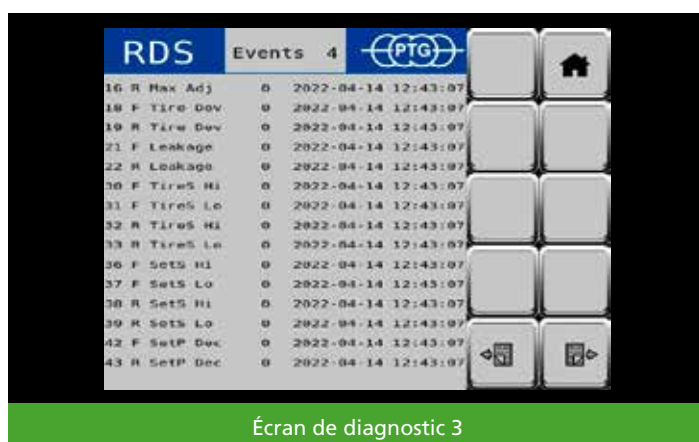 RDS Events 4 PTG
16 R Max Adj 0 2022-04-14 12:43:07
18 F Tire Dev 0 2022-04-14 12:43:07
19 R Tire Dev 0 2022-04-14 12:43:07
21 F Leakage 0 2022-04-14 12:43:07
22 R Leakage 0 2022-04-14 12:43:07
30 F TireS Hi 0 2022-04-14 12:43:07
31 F TireS Lo 0 2022-04-14 12:43:07
32 R TireS Hi 0 2022-04-14 12:43:07
33 R TireS Lo 0 2022-04-14 12:43:07
36 F SetS Hi 0 2022-04-14 12:43:07
37 F SetS Lo 0 2022-04-14 12:43:07
38 R SetS Hi 0 2022-04-14 12:43:07
39 R SetS Lo 0 2022-04-14 12:43:07
42 F SetP Dec 0 2022-04-14 12:43:07
43 R SetP Dec 0 2022-04-14 12:43:07
Écran de diagnostic 3